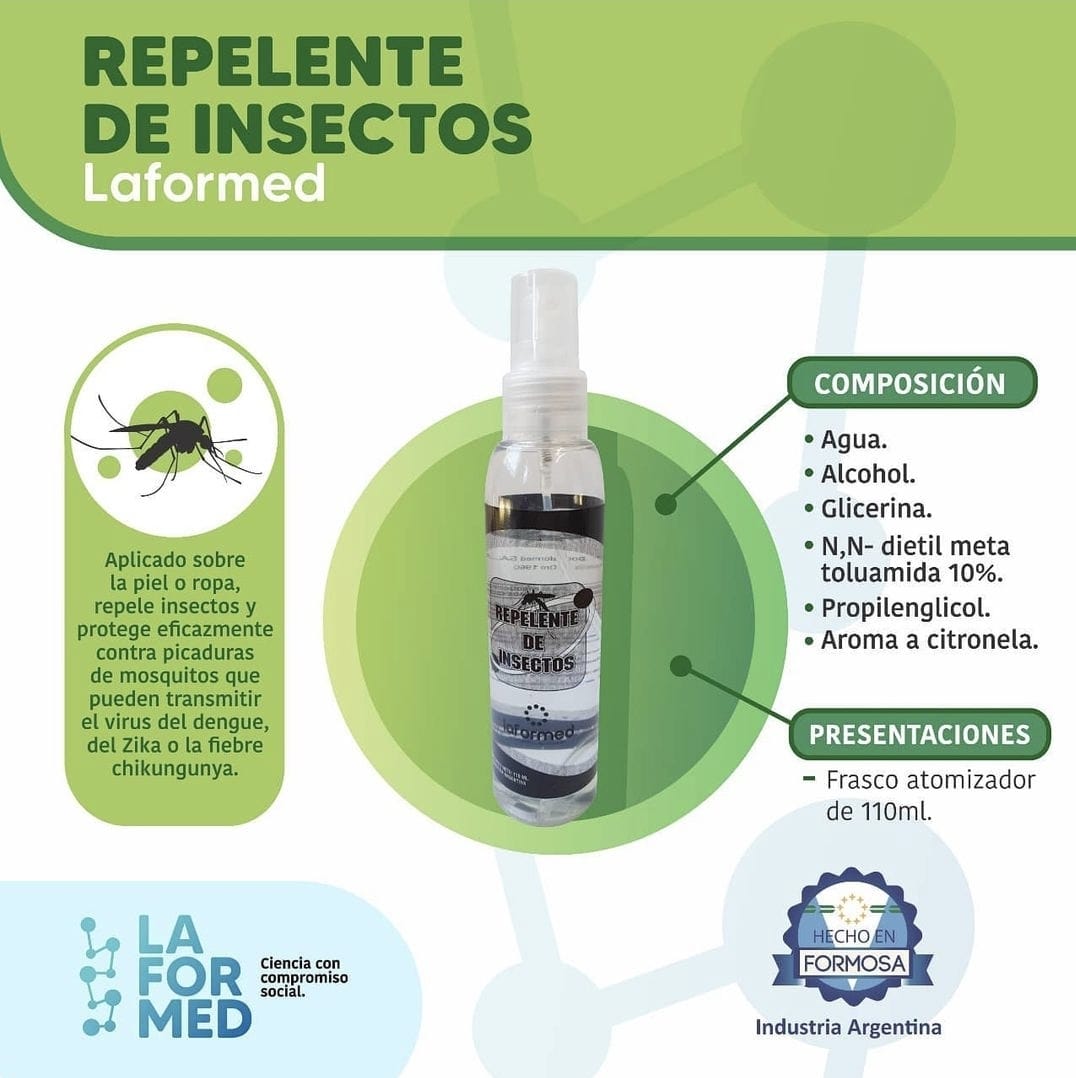 REPELENTE
DE INSECTOS
Laformed
Aplicado sobre
la piel o ropa,
repele insectos y
protege eficazmente
contra picaduras
de mosquitos que
pueden transmitir
el virus del dengue,
del Zika o la fiebre
chikungunya.
REPELENTE
DE
INSECTOS
laformed
COMPOSICIÓN
• Agua.
• Alcohol.
• Glicerina.
• N,N- dietil meta
toluamida 10%.
• Propilenglicol.
• Aroma a citronela.
PRESENTACIONES
- Frasco atomizador
de 110ml.
LA
FOR
MED
Ciencia con
compromiso
social.
HECHO EN
FORMOSA
Industria Argentina